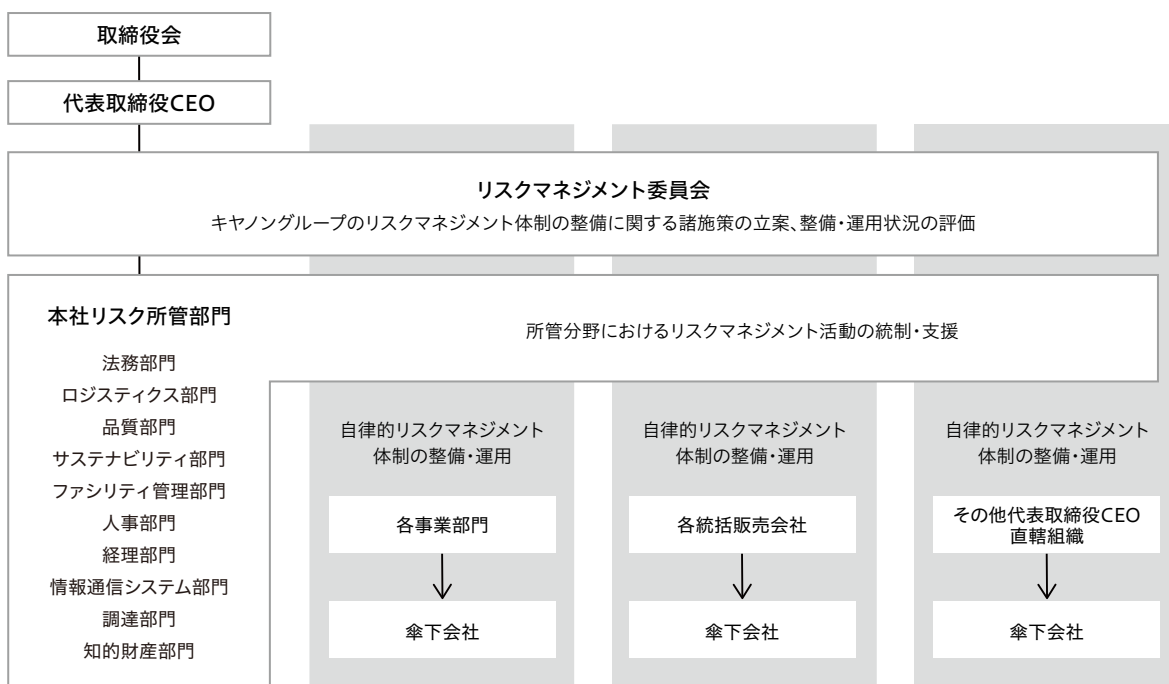 取締役会
代表取締役CEO
リスクマネジメント委員会
キヤノングループのリスクマネジメント体制の整備に関する諸施策の立案、整備・運用状況の評価
本社リスク所管部門
法務部門
ロジスティクス部門
品質部門
サステナビリティ部門
ファシリティ管理部門
人事部門
経理部門
情報通信システム部門
調達部門
知的財産部門
所管分野におけるリスクマネジメント活動の統制・支援
自律的リスクマネジメント
体制の整備・運用
各事業部門
傘下会社
自律的リスクマネジメント
体制の整備・運用
各統括販売会社
傘下会社
自律的リスクマネジメント
体制の整備・運用
その他代表取締役CEO
直轄組織
傘下会社